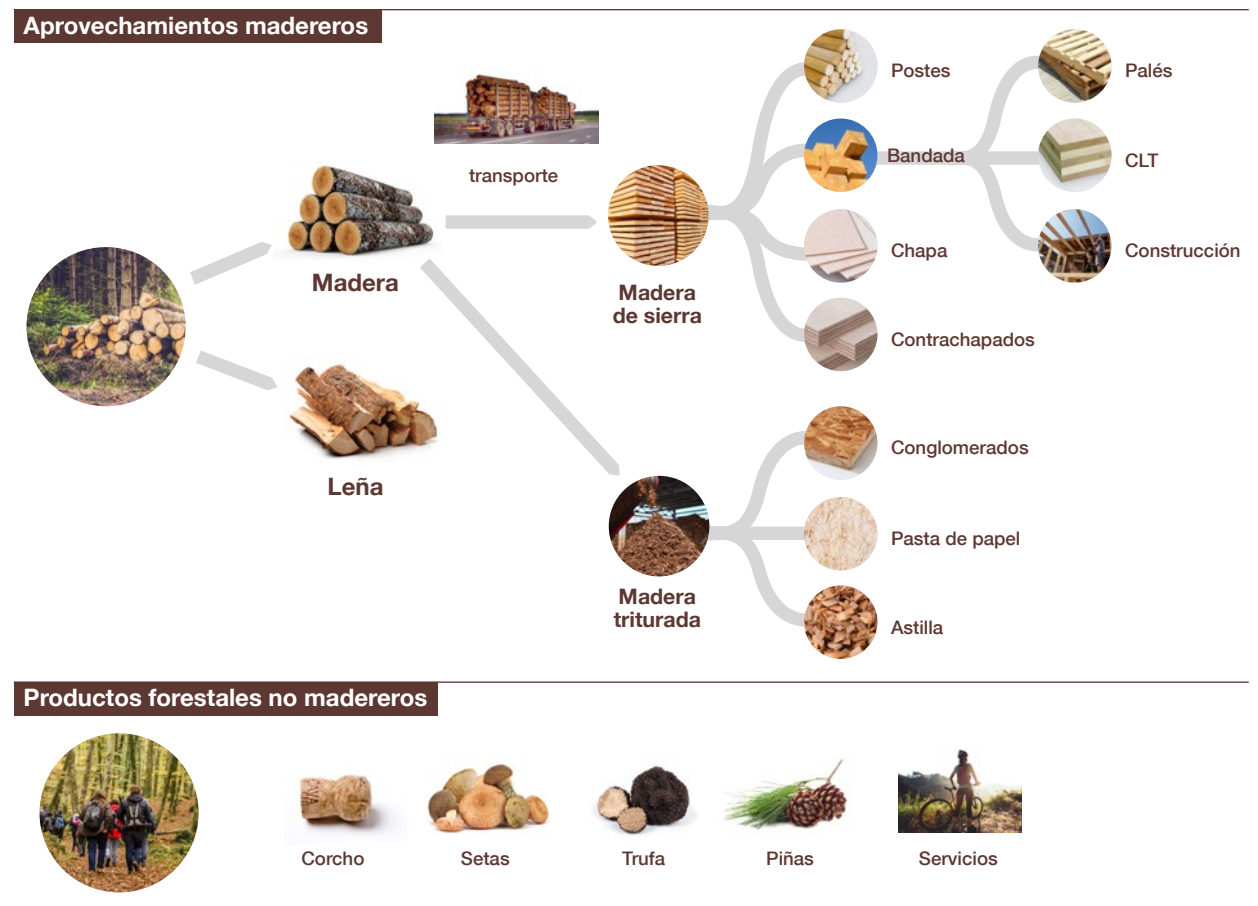 Aprovechamientos madereros
transporte
Madera
Leña
Madera
de sierra
Postes
Bandada
Chapa
Contrachapados
Palés
CLT
Construcción
Madera
triturada
Conglomerados
Pasta de papel
Astilla
Productos forestales no madereros
CAVA
Corcho
Setas
Trufa
Piñas
Servicios